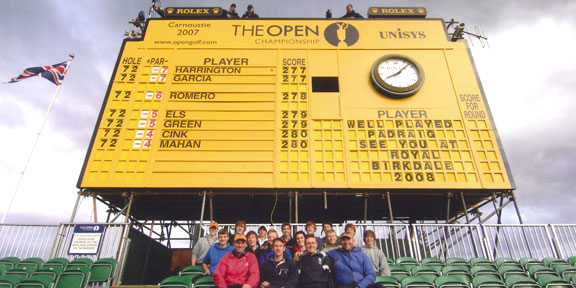 ROLEX
ROLEX
CARNOUSTIE
2007
www.opengolf.com
THE OPEN
CHAMPIONSHIP
UNISYS
HOLE +PAR- PLAYER SCORE
72 -7 HARRINGTON 277
72 -7 GARCIA 277
72 -6 ROMERO 278
72 -5 ELS 279
72 -5 GREEN 279
72 -4 CINK 280
72 -4 MAHAN 280
PLAYER
SCORE
FOR
ROUND
WELL PLAYED
PADRAIG
SEE YOU AT
ROYAL
BIRKDALE
2008